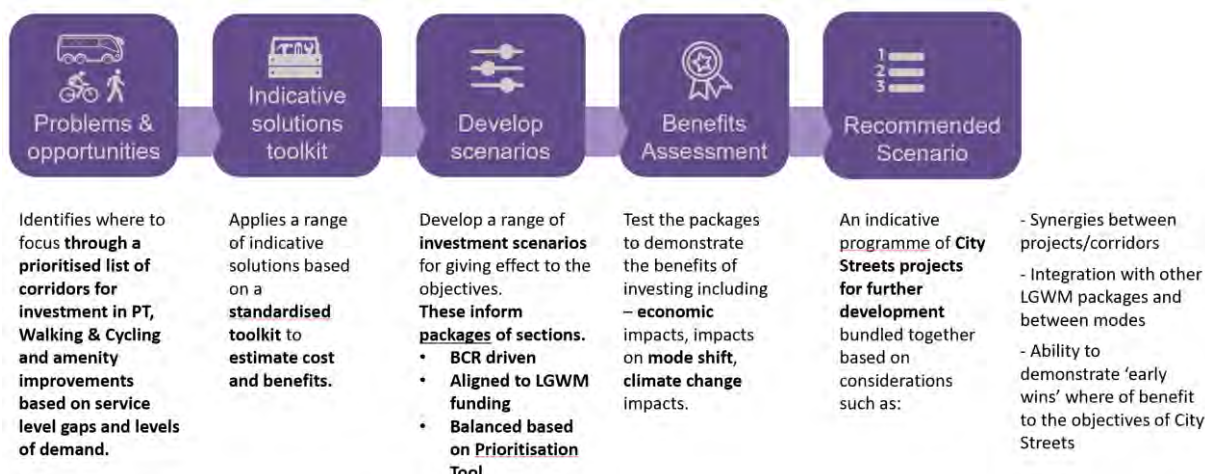 Problems &
opportunities
Identifies where to
focus through a
prioritised list of
corridors for
investment in PT,
Walking & Cycling
and amenity
improvements
based on service
level gaps and levels
of demand.
Indicative
solutions
toolkit
Applies a range
of indicative
solutions based
on a
standardised
toolkit to
estimate cost
and benefits.
Develop
scenarios
Develop a range of
investment scenarios
for giving effect to the
objectives.
These inform
packages of sections.
• BCR driven
• Aligned to LGWM
funding
• Balanced based
on Prioritisation
Tool
Benefits
Assessment
Test the packages
to demonstrate
the benefits of
investing including
– economic
impacts, impacts
on mode shift,
climate change
impacts.
1
2
3
Recommended
Scenario
An indicative
programme of City
Streets projects
for further
development
bundled together
based on
considerations
such as:
- Synergies between
projects/corridors
- Integration with other
LGWM packages and
between modes
- Ability to
demonstrate ‘early
wins’ where of benefit
to the objectives of City
Streets